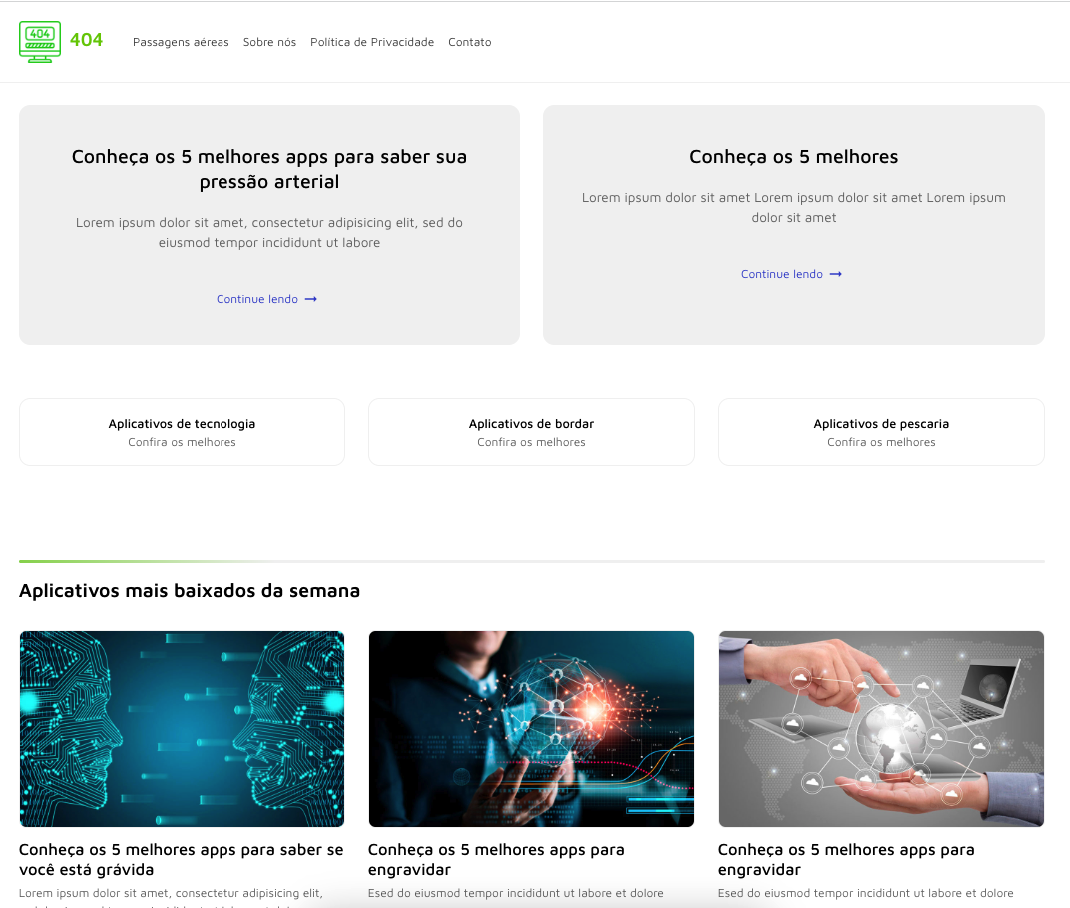 404
404
Passagens aéreas Sobre nós Política de Privacidade Contato
Conheça os 5 melhores apps para saber sua
pressão arterial
Lorem ipsum dolor sit amet, consectetur adipisicing elit, sed do
eiusmod tempor incididunt ut labore
Continue lendo →
Conheça os 5 melhores
Lorem ipsum dolor sit amet Lorem ipsum dolor sit amet Lorem ipsum
dolor sit amet
Continue lendo →
Aplicativos de tecnologia
Confira os melhores
Aplicativos de bordar
Confira os melhores
Aplicativos de pescaria
Confira os melhores
Aplicativos mais baixados da semana
Conheça os 5 melhores apps para saber se
você está grávida
Lorem ipsum dolor sit amet, consectetur adipisicing elit,
Conheça os 5 melhores apps para
engravidar
Esed do eiusmod tempor incididunt ut labore et dolore
Conheça os 5 melhores apps para
engravidar
Esed do eiusmod tempor incididunt ut labore et dolore